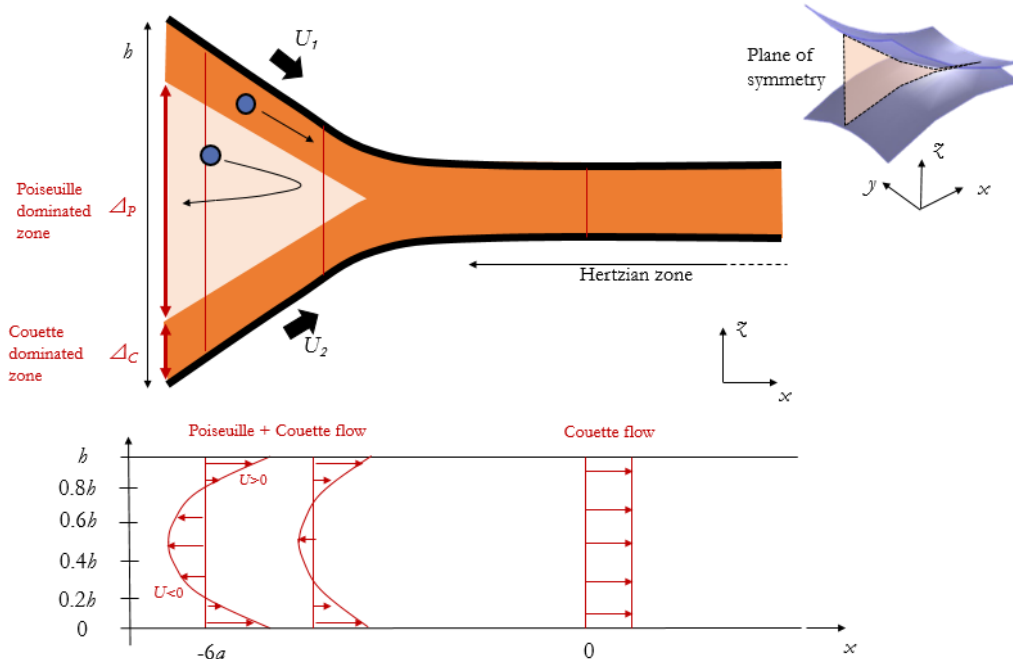 h
U1
Plane of
symmetry
z
y
x
Poiseuille
dominated
zone
ΔP
Hertzian zone
Couette
dominated
zone
ΔC
U2
z
x
Poiseuille + Couette flow
Couette flow
h
U>0
0.8h
0.6h
0.4h
U<0
0.2h
0
-6a
0
x